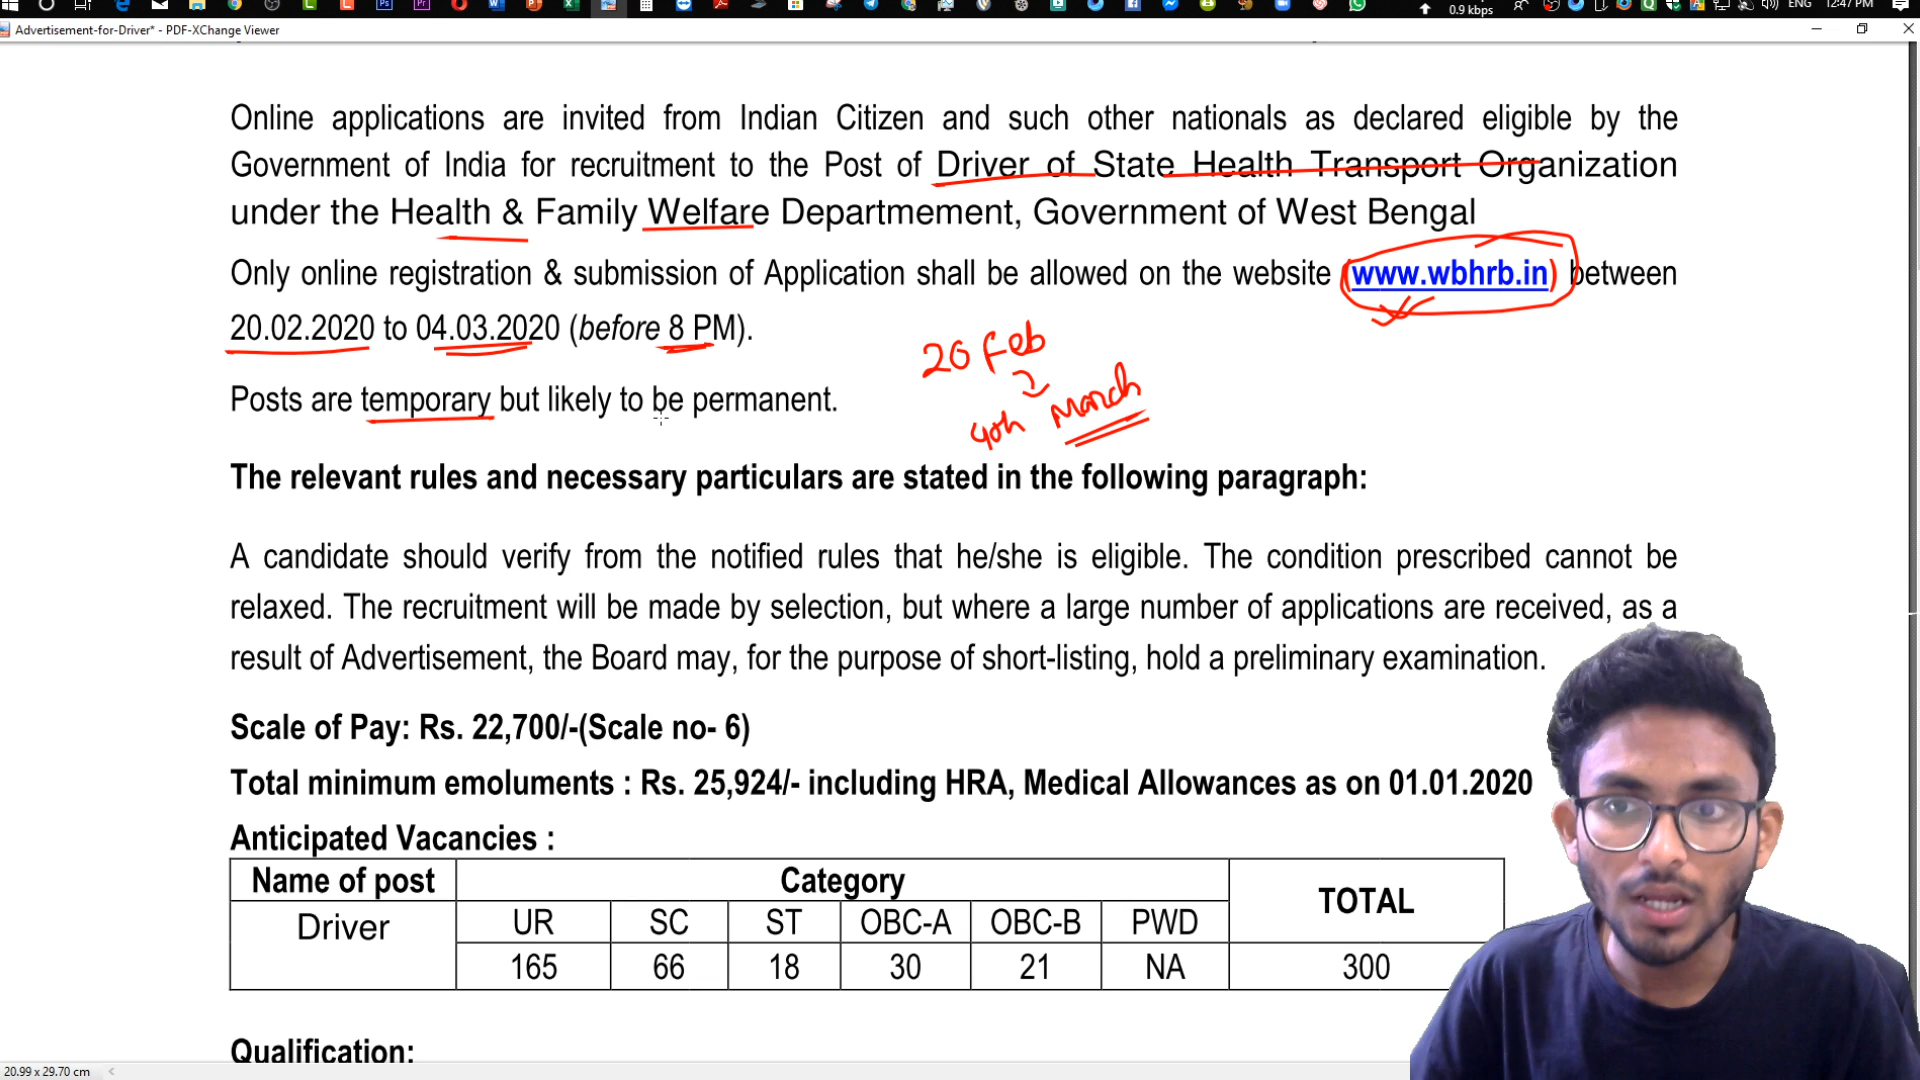 0.9 kbps
ENG
12:47 PM
Advertisement-for-Driver* - PDF-XChange Viewer
Online applications are invited from Indian Citizen and such other nationals as declared eligible by the
Government of India for recruitment to the Post of Driver of State Health Transport Organization
under the Health & Family Welfare Departmement, Government of West Bengal
Only online registration & submission of Application shall be allowed on the website (www.wbhrb.in) between
20.02.2020 to 04.03.2020 (before 8 PM).
20 Feb
4th March
Posts are temporary but likely to be permanent.
The relevant rules and necessary particulars are stated in the following paragraph:
A candidate should verify from the notified rules that he/she is eligible. The condition prescribed cannot be
relaxed. The recruitment will be made by selection, but where a large number of applications are received, as a
result of Advertisement, the Board may, for the purpose of short-listing, hold a preliminary examination.
Scale of Pay: Rs. 22,700/-(Scale no- 6)
Total minimum emoluments : Rs. 25,924/- including HRA, Medical Allowances as on 01.01.2020
Anticipated Vacancies :
Name of post Category TOTAL
Driver UR SC ST OBC-A OBC-B PWD
165 66 18 30 21 NA 300
Qualification:
20.99 x 29.70 cm